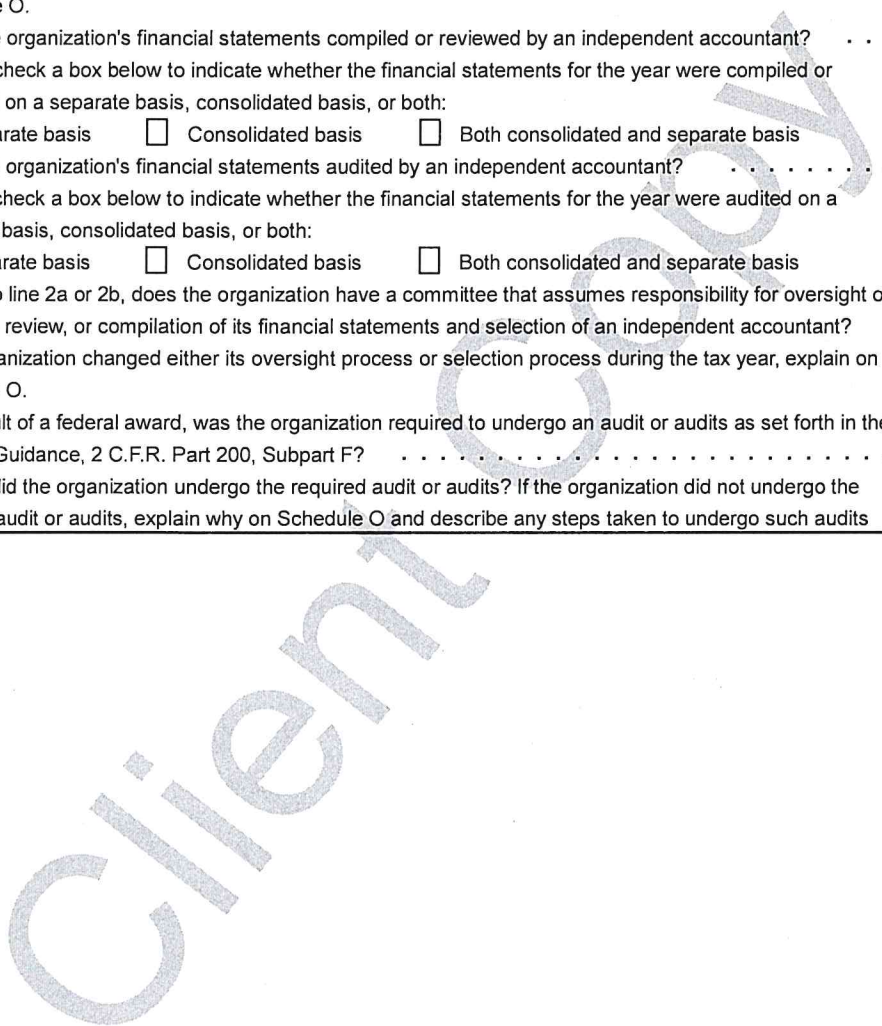 O.
organization's financial statements compiled or reviewed by an independent accountant? . .
check a box below to indicate whether the financial statements for the year were compiled or
on a separate basis, consolidated basis, or both:
arate basis ☐ Consolidated basis ☐ Both consolidated and separate basis
organization's financial statements audited by an independent accountant? . . . . . . .
check a box below to indicate whether the financial statements for the year were audited on a
basis, consolidated basis, or both:
arate basis ☐ Consolidated basis ☐ Both consolidated and separate basis
line 2a or 2b, does the organization have a committee that assumes responsibility for oversight o
review, or compilation of its financial statements and selection of an independent accountant?
anization changed either its oversight process or selection process during the tax year, explain on
O.
lt of a federal award, was the organization required to undergo an audit or audits as set forth in the
Guidance, 2 C.F.R. Part 200, Subpart F? . . . . . . . . . . . . . . . . . . . . . . . .
id the organization undergo the required audit or audits? If the organization did not undergo the
audit or audits, explain why on Schedule O and describe any steps taken to undergo such audits
Client Copy